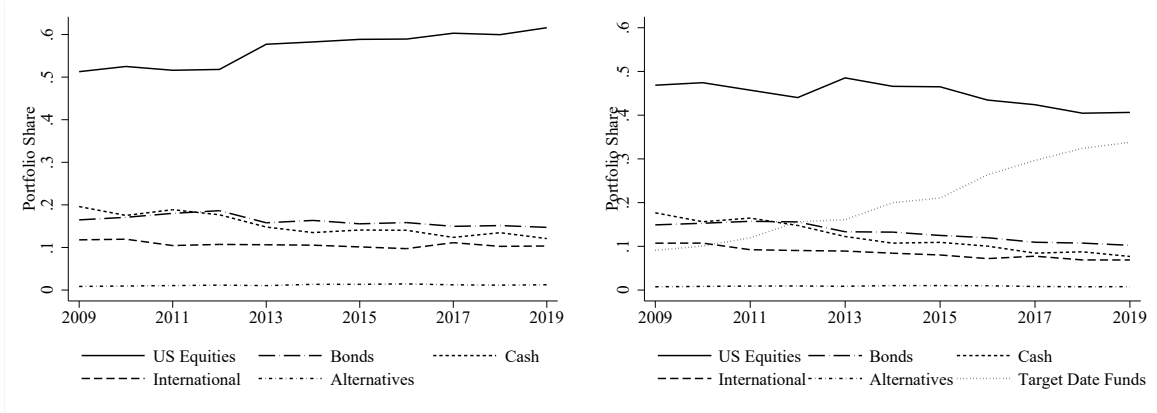 .6
.5
.4
.3
.2
.1
0
Portfolio Share
2009 2011 2013 2015 2017 2019
US Equities Bonds Cash
International Alternatives
.6
.5
.4
.3
.2
.1
0
Portfolio Share
2009 2011 2013 2015 2017 2019
US Equities Bonds Cash
International Alternatives Target Date Funds